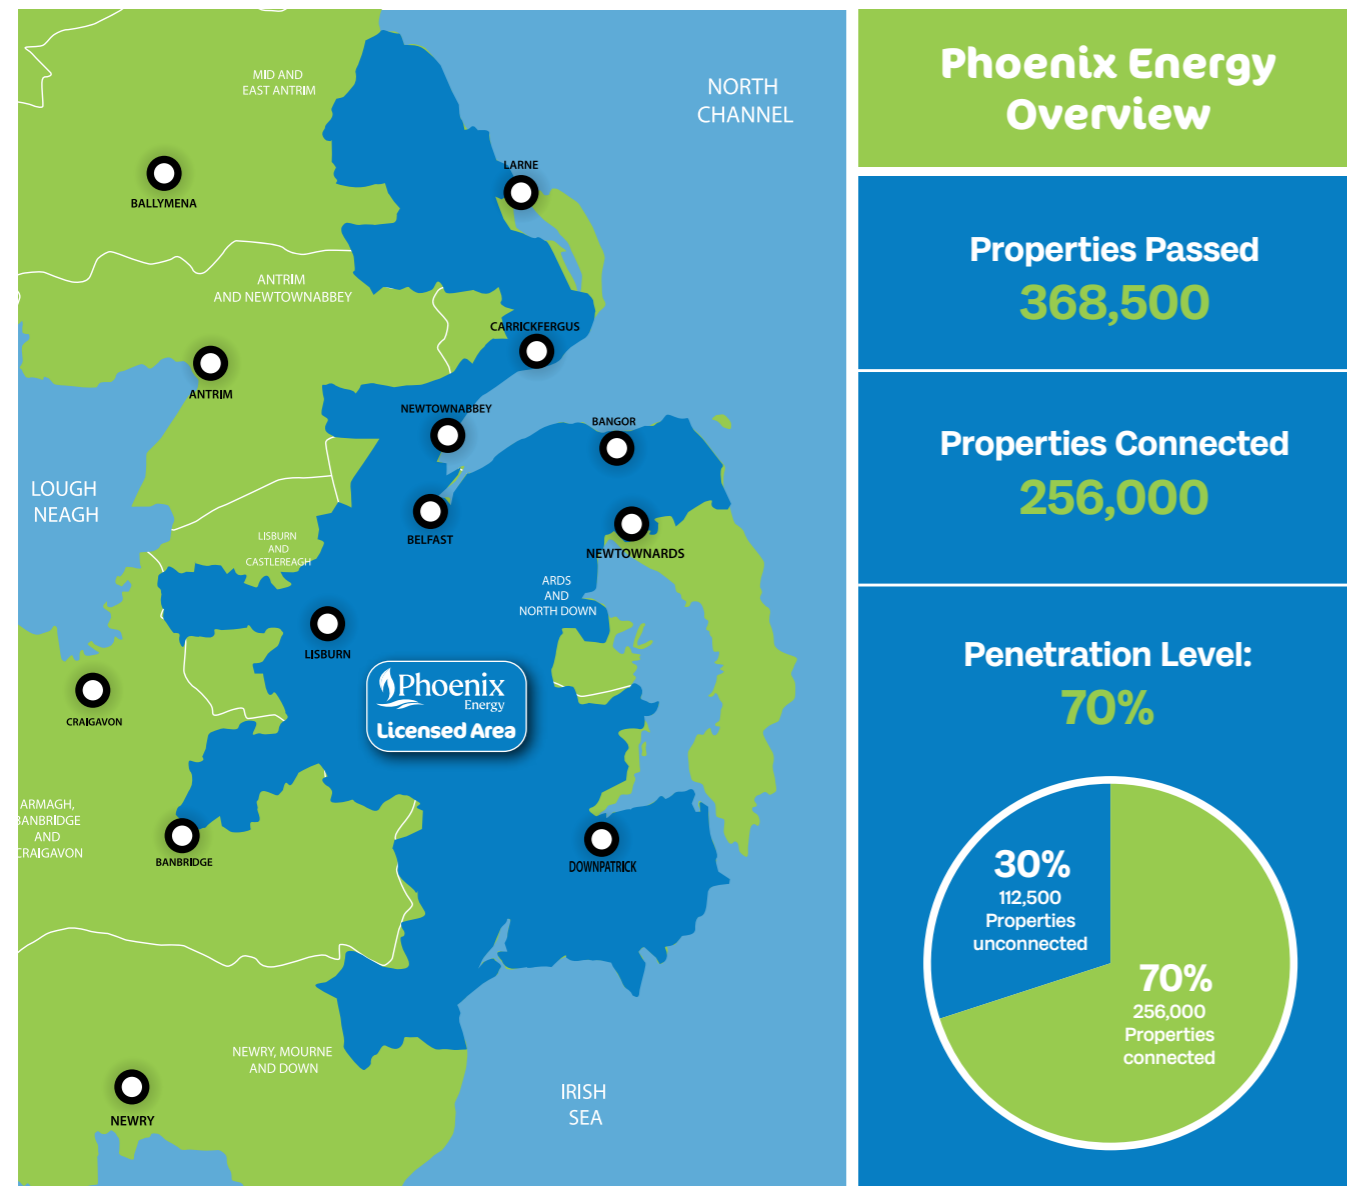 MID AND
EAST ANTRIM
NORTH
CHANNEL
LARNE
BALLYMENA
ANTRIM
AND NEWTOWNABBEY
CARRICKFERGUS
ANTRIM
NEWTOWNABBEY
BANGOR
LOUGH
NEAGH
BELFAST
LISBURN
AND
CASTLEREAGH
NEWTOWNARDS
ARDS
AND
NORTH DOWN
LISBURN
Phoenix
Energy
Licensed Area
CRAIGAVON
ARMAGH,
BANBRIDGE
AND
CRAIGAVON
BANBRIDGE
DOWNPATRICK
NEWRY, MOURNE
AND DOWN
NEWRY
IRISH
SEA
Phoenix Energy
Overview
Properties Passed
368,500
Properties Connected
256,000
Penetration Level:
70%
30%
112,500
Properties
unconnected
70%
256,000
Properties
connected